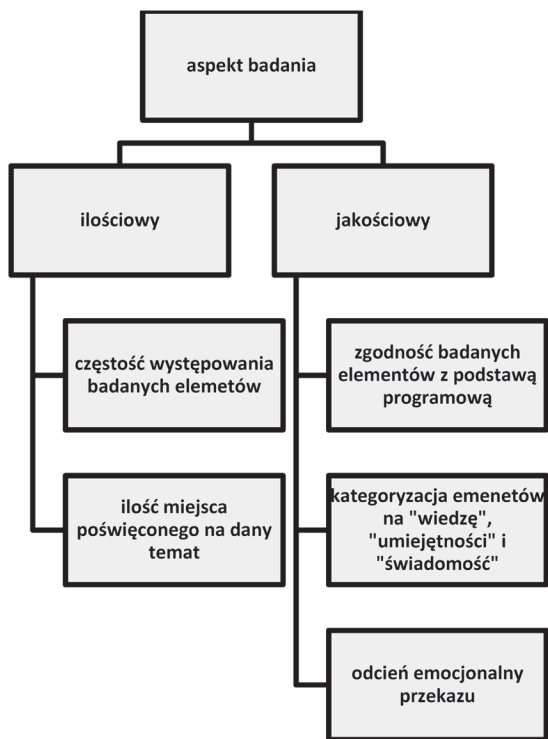 aspekt badania
ilościowy
jakościowy
częstość występowania
badanych elemetów
ilość miejsca
poświęconego na dany
temat
zgodność badanych
elementów z podstawą
programową
kategoryzacja emenetów
na "wiedzę",
"umiejętności" i
"świadomość"
odcień emocjonalny
przekazu